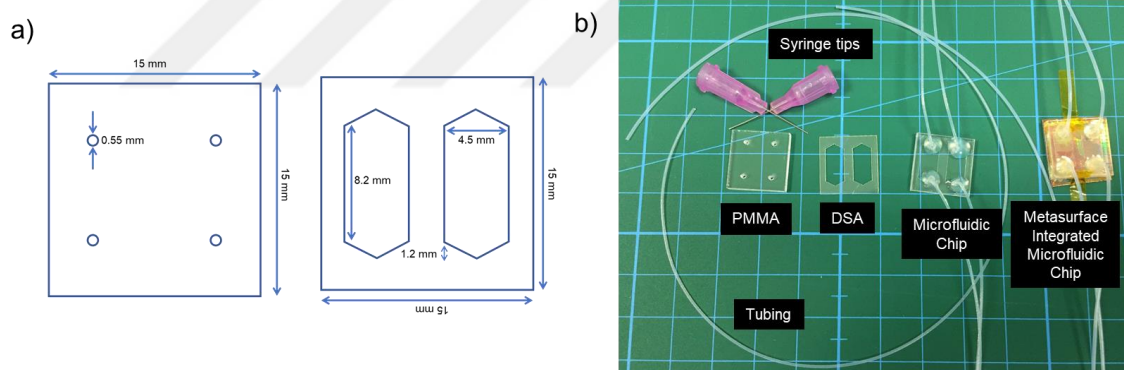 a)
15 mm
0.55 mm
15 mm
4.5 mm
8.2 mm
1.2 mm
15 mm
15 mm
b)
Syringe tips
PMMA
DSA
Microfluidic
Chip
Metasurface
Integrated
Microfluidic
Chip
Tubing